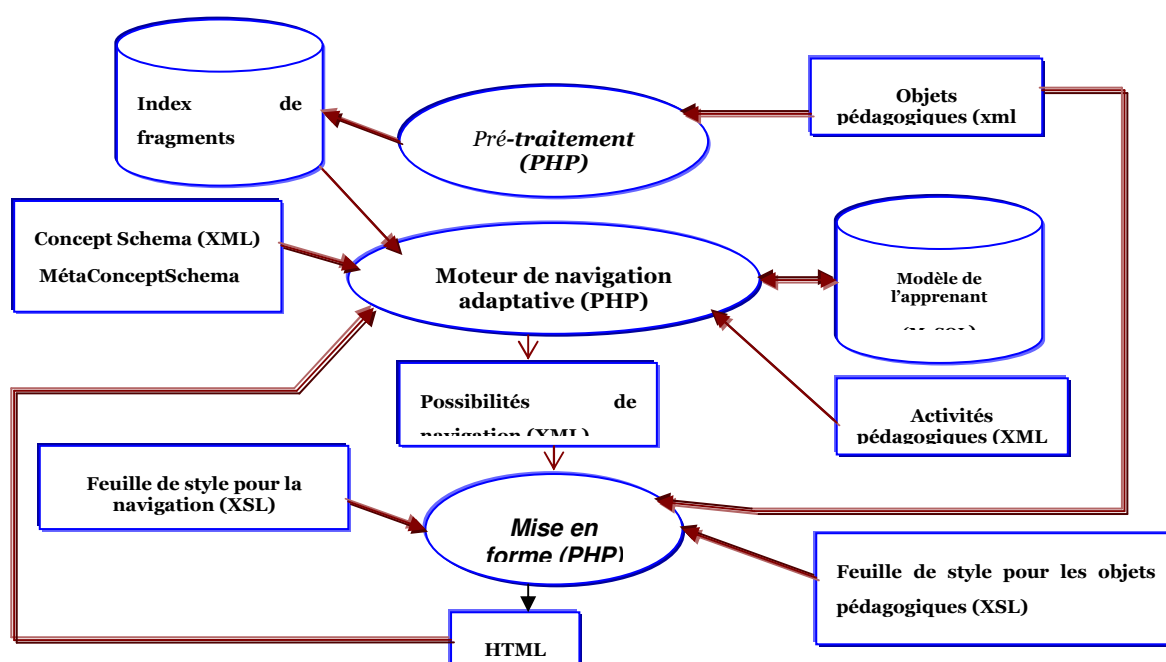 Index de
fragments
Pré-traitement
(PHP)
Objets
pédagogiques (xml
Concept Schema (XML)
MétaConceptSchema
Moteur de navigation
adaptative (PHP)
Modèle de
l'apprenant
Possibilités de
navigation (XML)
Activités
pédagogiques (XML
Feuille de style pour la
navigation (XSL)
Mise en
forme (PHP)
Feuille de style pour les objets
pédagogiques (XSL)
HTML